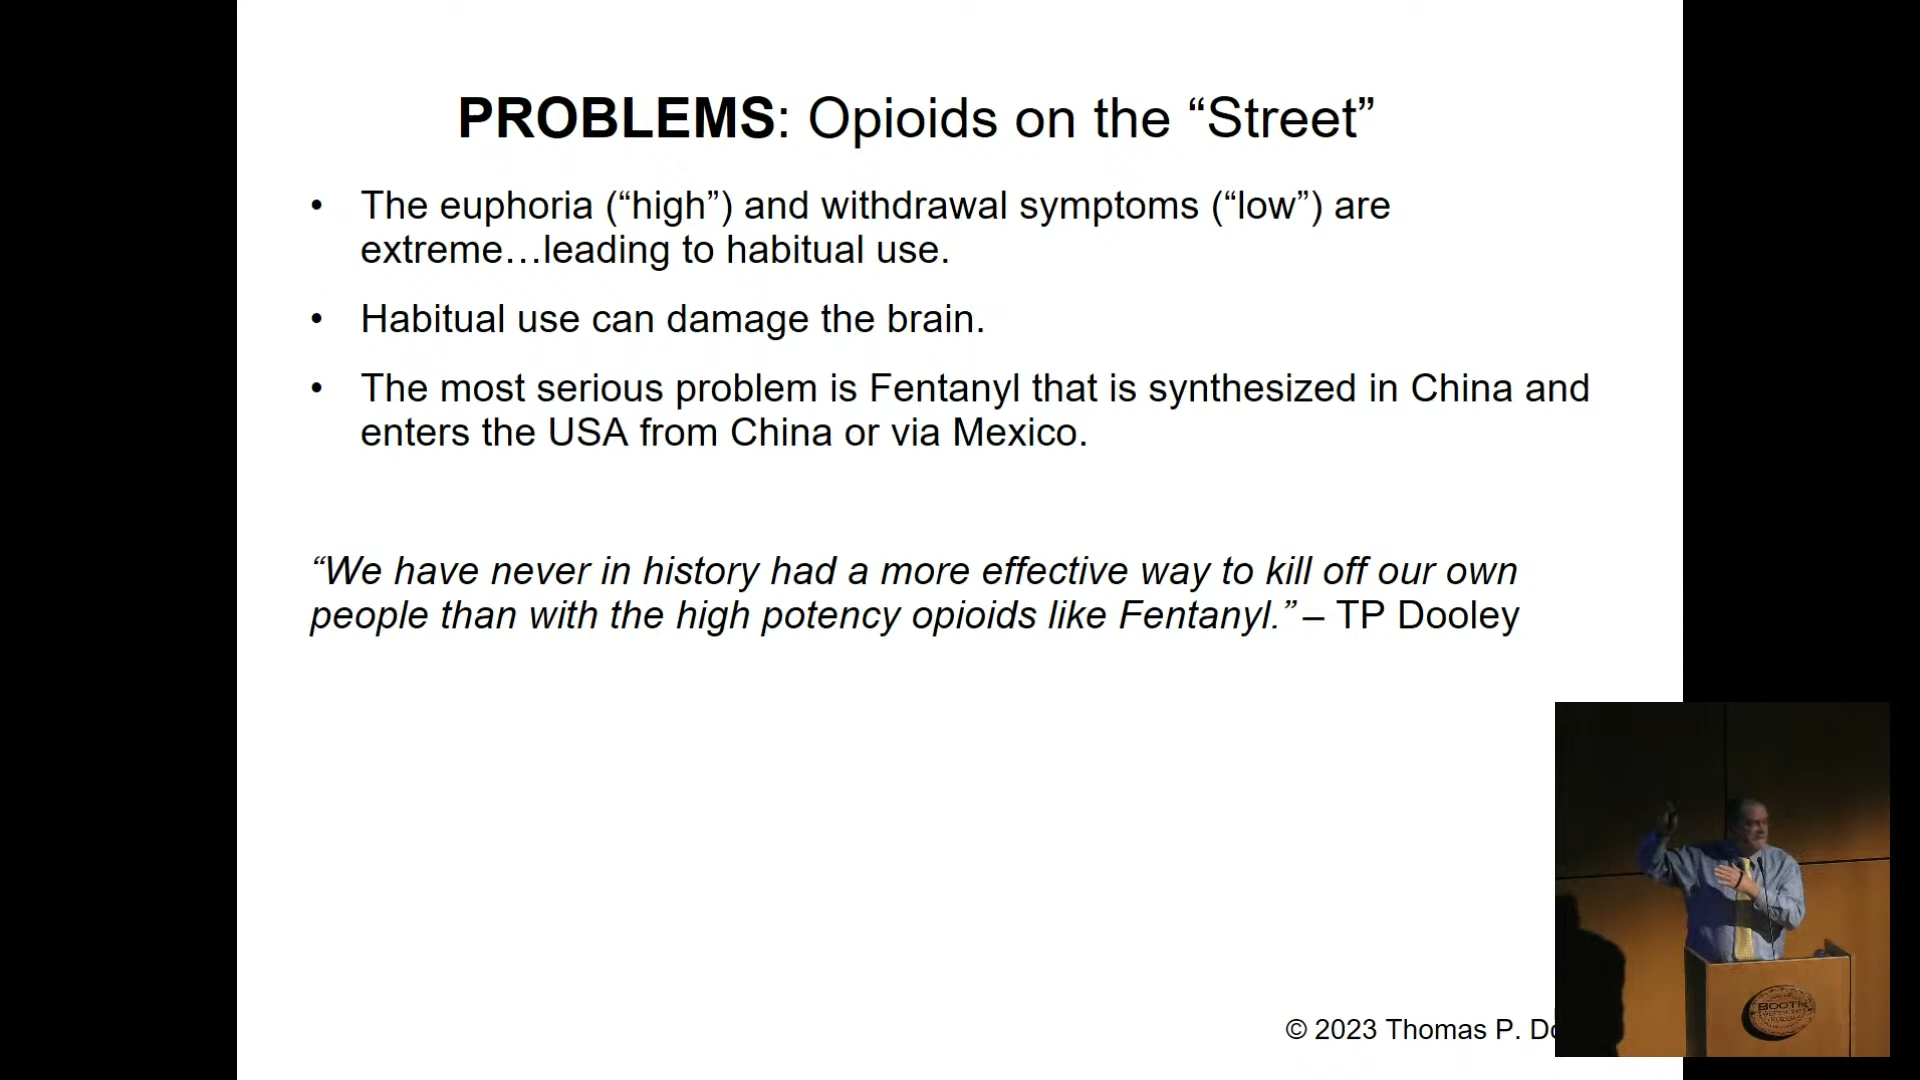 PROBLEMS: Opioids on the “Street”
• The euphoria (“high”) and withdrawal symptoms (“low”) are
extreme…leading to habitual use.
• Habitual use can damage the brain.
• The most serious problem is Fentanyl that is synthesized in China and
enters the USA from China or via Mexico.
“We have never in history had a more effective way to kill off our own
people than with the high potency opioids like Fentanyl.” – TP Dooley
© 2023 Thomas P. Do
BOOTH